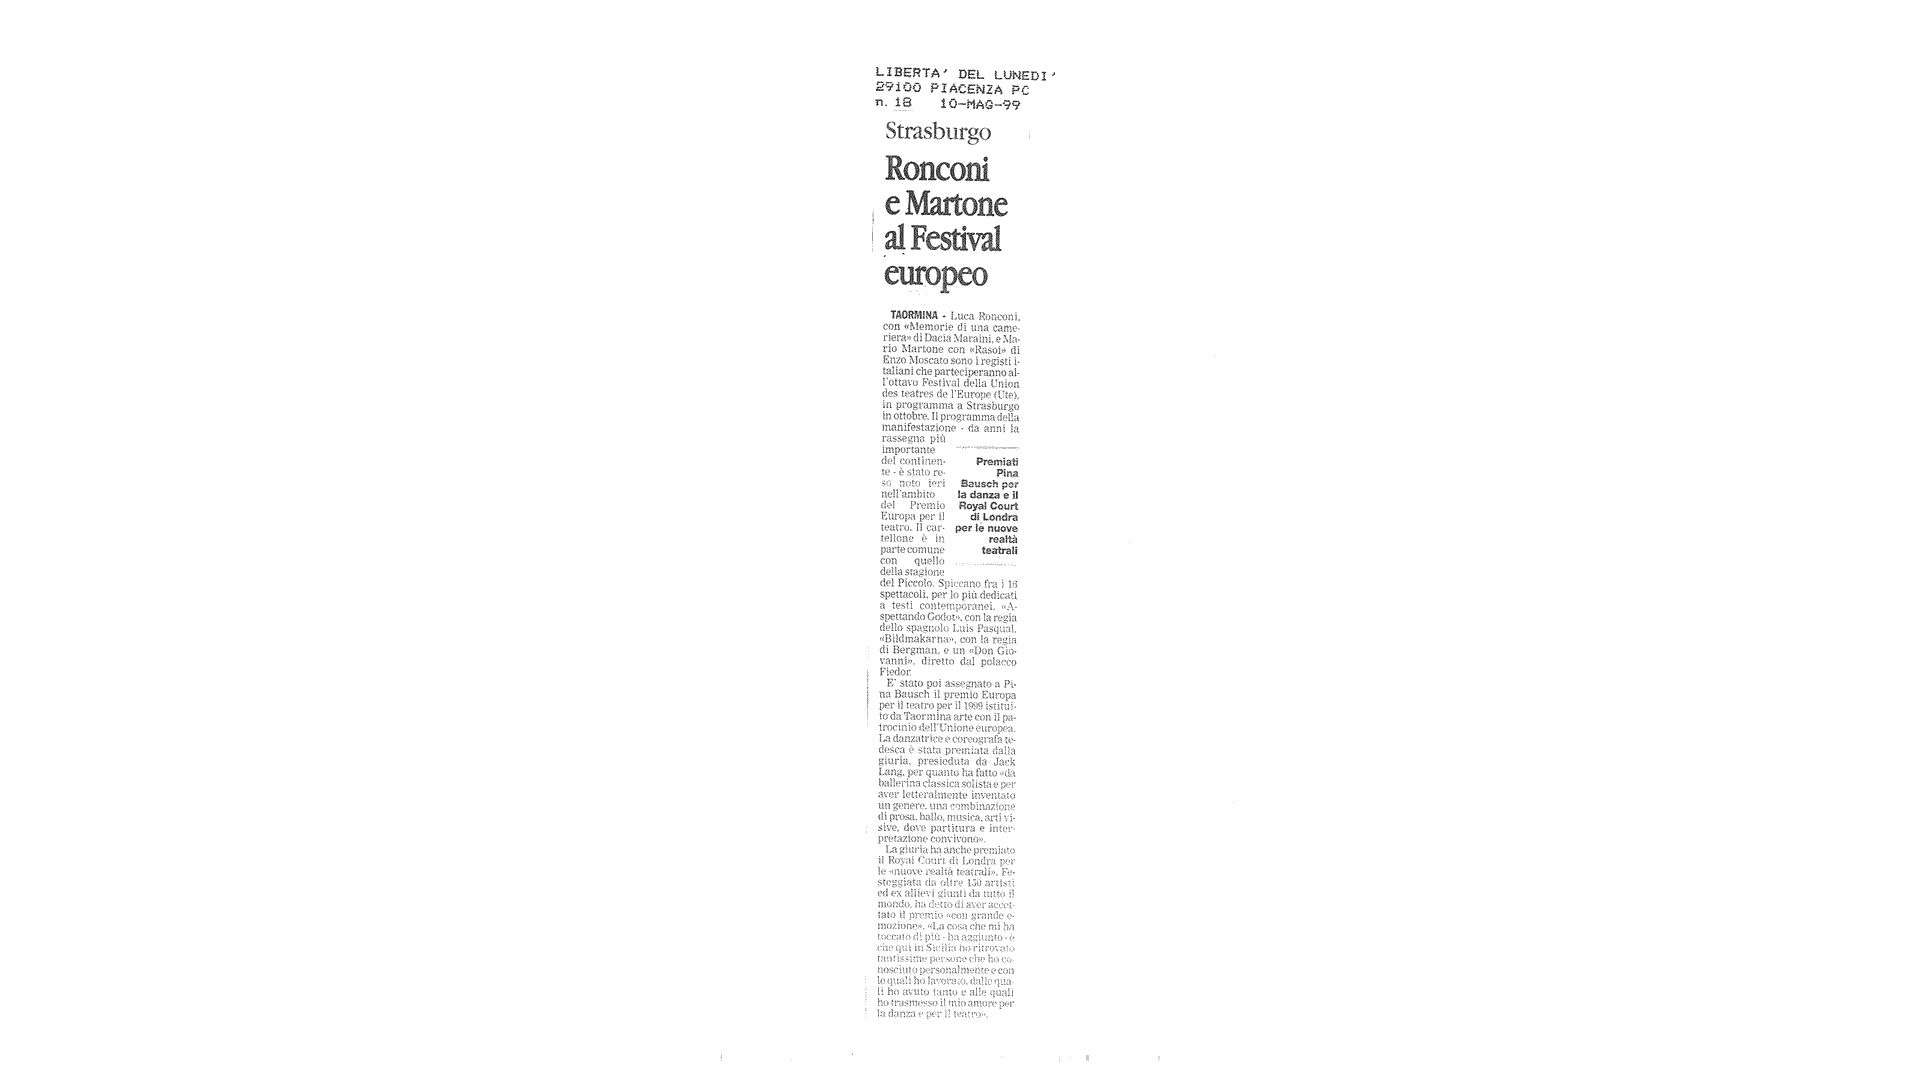 LIBERTA' DEL LUNEDI'
29100 PIACENZA PC
n. 18 10-MAG-99
Strasburgo
Ronconi
e Martone
al Festival
europeo
TAORMINA - Luca Ronconi,
con «Memorie di una came-
riera» di Dacia Maraini, e Ma-
rio Martone con «Rasoi» di
Enzo Moscato sono i registi i-
taliani che parteciperanno al-
l'ottavo Festival della Union
des teatres de l'Europe (Ute),
in programma a Strasburgo
in ottobre. Il programma della
manifestazione - da anni la
rassegna più
importante
del continen-
te - è stato re-
so noto ieri
nell'ambito
del Premio
Europa per il
teatro. Il car-
tellone è in
parte comune
con quello
della stagione
Premiati
Pina
Bausch per
la danza e il
Royal Court
di Londra
per le nuove
realtà
teatrali
del Piccolo. Spiccano fra i 16
spettacoli, per lo più dedicati
a testi contemporanei, «A-
spettando Godot», con la regia
dello spagnolo Luis Pasqual,
«Bildmakarna», con la regia
di Bergman, e un «Don Gio-
vanni», diretto dal polacco
Fiedor.
E' stato poi assegnato a Pi-
na Bausch il premio Europa
per il teatro per il 1999 istitui-
to da Taormina arte con il pa-
trocinio dell'Unione europea.
La danzatrice e coreografa te-
desca è stata premiata dalla
giuria, presieduta da Jack
Lang, per quanto ha fatto «da
ballerina classica solista e per
aver letteralmente inventato
un genere, una combinazione
di prosa, ballo, musica, arti vi-
sive, dove partitura e inter-
pretazione convivono».
La giuria ha anche premiato
il Royal Court di Londra per
le «nuove realtà teatrali». Fe-
steggiata da oltre 150 artisti
ed ex allievi giunti da tutto il
mondo, ha detto di aver accet-
tato il premio «con grande e-
mozione». «La cosa che mi ha
toccato di più - ha aggiunto - è
che qui in Sicilia ho ritrovato
tantissime persone che ho co-
nosciuto personalmente e con
le quali ho lavorato, dalle qua-
li ho avuto tanto e alle quali
ho trasmesso il mio amore per
la danza e per il teatro».